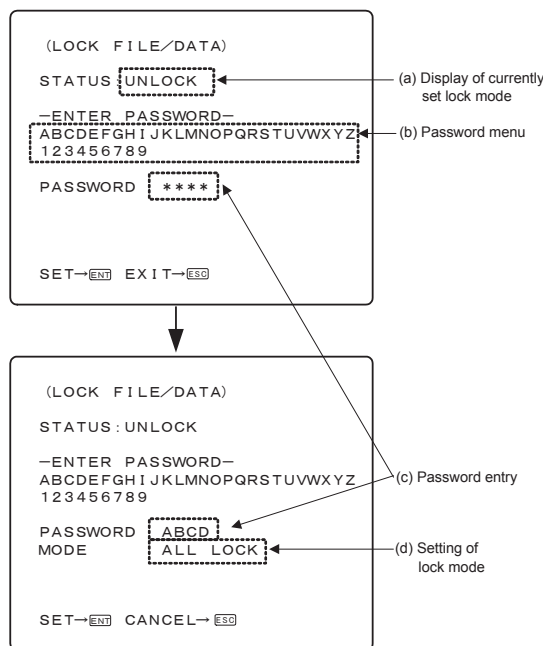 (LOCK FILE/DATA)
STATUS:UNLOCK
(a) Display of currently
set lock mode
—ENTER PASSWORD—
ABCDEFGHIJKLMNOPQRSTUVWXYZ
123456789
(b) Password menu
PASSWORD ****
SET→ENT EXIT→ESC
(LOCK FILE/DATA)
STATUS:UNLOCK
—ENTER PASSWORD—
ABCDEFGHIJKLMNOPQRSTUVWXYZ
123456789
(c) Password entry
PASSWORD ABCD
MODE ALL LOCK
(d) Setting of
lock mode
SET→ENT CANCEL→ESC